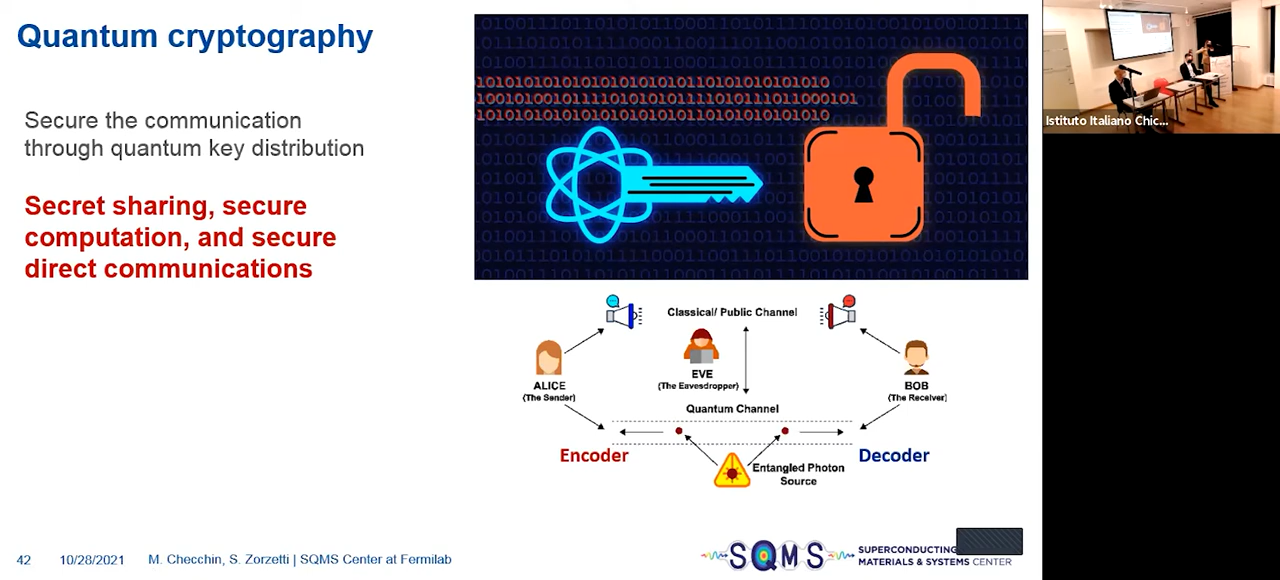 Quantum cryptography
Secure the communication
through quantum key distribution
Secret sharing, secure
computation, and secure
direct communications
101010101010101010101011010101010101010
Classical/ Public Channel
EVE
(The Eavesdropper)
ALICE
(The Sender)
BOB
(The Receiver)
Quantum Channel
Encoder
Decoder
Entangled Photon
Source
42
10/28/2021
M. Checchin, S. Zorzetti | SQMS Center at Fermilab
SQMS
SUPERCONDUCTING
MATERIALS & SYSTEMS CENTER
Istituto Italiano Chic...